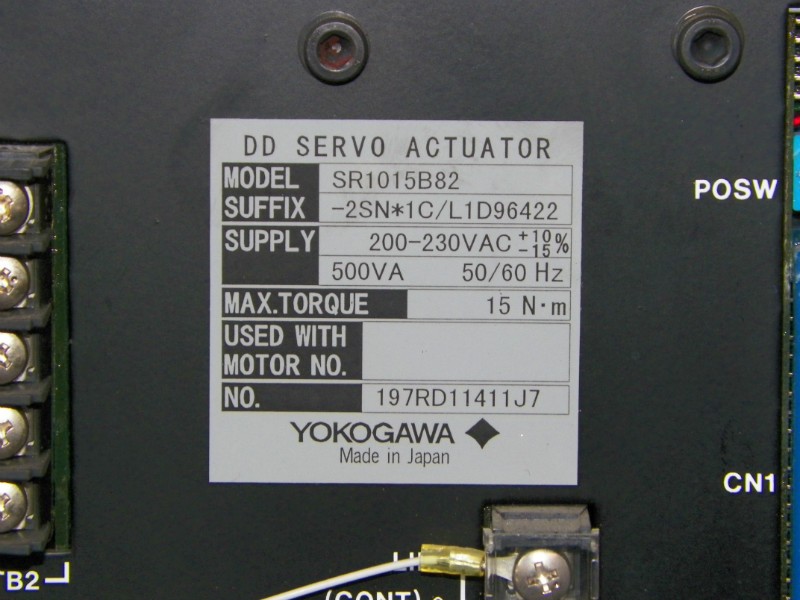 DD SERVO ACTUATOR
MODEL SR1015B82
SUFFIX -2SN*1C/L1D96422
SUPPLY 200-230VAC +10 -15 %
500VA 50/60 Hz
MAX.TORQUE 15 N·m
USED WITH
MOTOR NO.
NO. 197RD11411J7
YOKOGAWA
Made in Japan
POSW
CN1
TB2
(CONT)